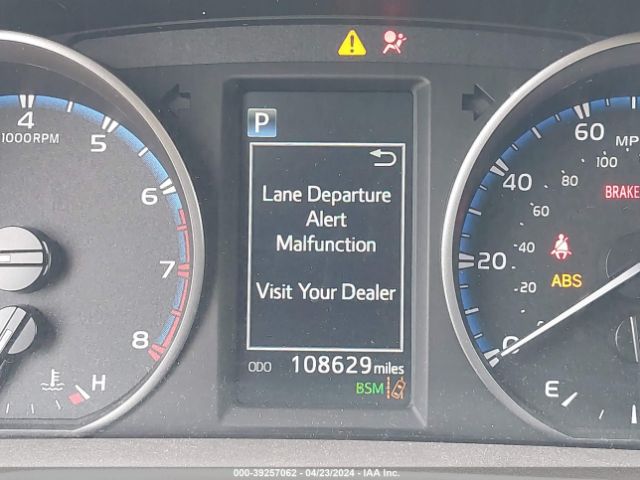 4
1000RPM
5
6
7
8
H
P
Lane Departure
Alert
Malfunction
Visit Your Dealer
ODO 108629 miles
BSM
60
MP
100
80
40
60
BRAKE
40
20
ABS
20
0
E
000-39257062 - 04/23/2024 - IAA Inc.